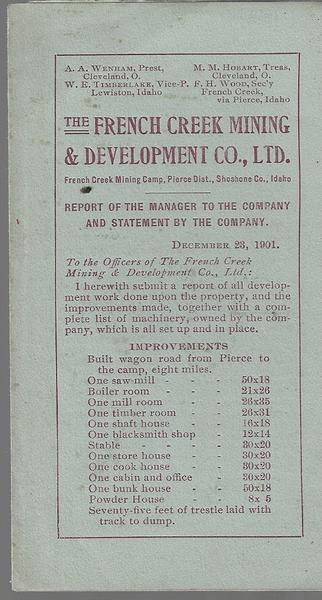 A. A. Wenham, Prest, M. M. Hobart, Treas,
Cleveland, O. Cleveland, O.
W. E. Timberlake, Vice-P. F. H. Wood, Sec'y
Lewiston, Idaho French Creek,
via Pierce, Idaho
THE FRENCH CREEK MINING
& DEVELOPMENT CO., LTD.
French Creek Mining Camp, Pierce Dist., Shoshone Co., Idaho
REPORT OF THE MANAGER TO THE COMPANY
AND STATEMENT BY THE COMPANY.
December 23, 1901.
To the Officers of The French Creek
Mining & Development Co., Ltd.:
I herewith submit a report of all develop-
ment work done upon the property, and the
improvements made, together with a com-
plete list of machinery, owned by the com-
pany, which is all set up and in place.
IMPROVEMENTS
Built wagon road from Pierce to
the camp, eight miles.
One saw mill - - - 50x18
Boiler room - - - 21x26
One mill room - - - 26x35
One timber room - - 26x31
One shaft house - - 16x18
One blacksmith shop - 12x14
Stable - - - - 30x20
One store house - - 30x20
One cook house - - 30x20
One cabin and office - 30x20
One bunk house - - 50x18
Powder House - - 8x 5
Seventy-five feet of trestle laid with
track to dump.